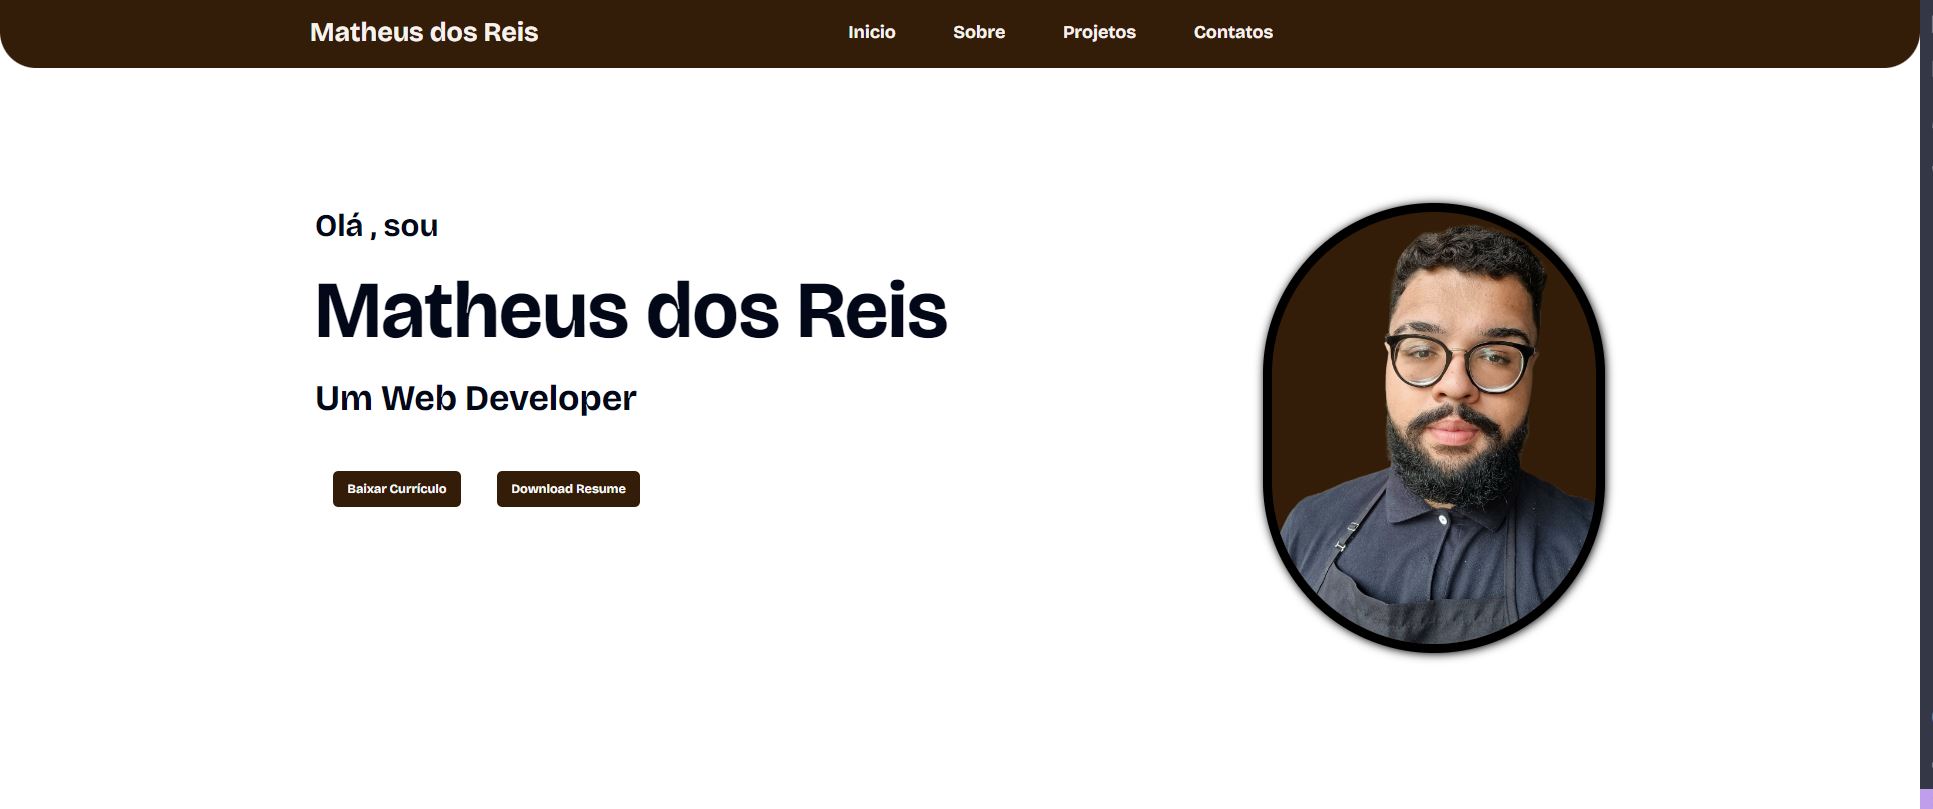 Matheus dos Reis Inicio Sobre Projetos Contatos
Olá , sou
Matheus dos Reis
Um Web Developer
Baixar Currículo Download Resume